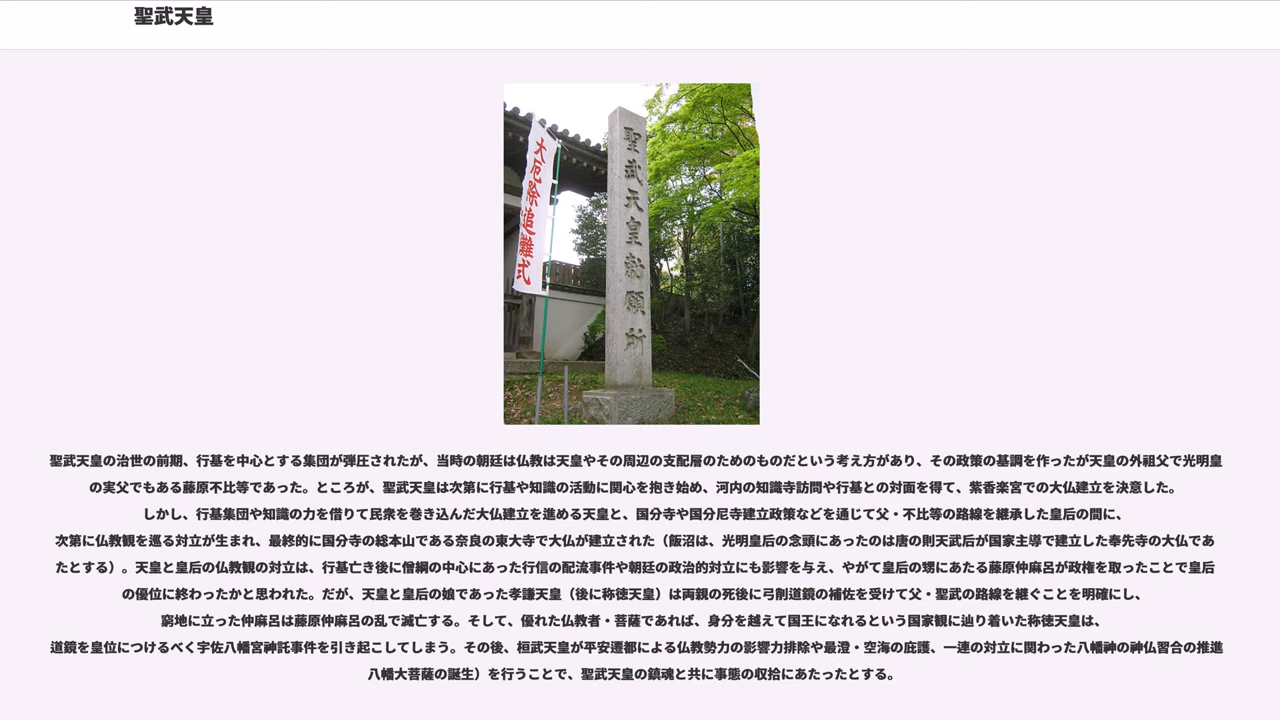 聖武天皇
大厄除追儺式
聖武天皇勅願所
聖武天皇の治世の前期、行基を中心とする集団が弾圧されたが、当時の朝廷は仏教は天皇やその周辺の支配層のためのものだという考え方があり、その政策の基調を作ったが天皇の外祖父で光明皇
の実父でもある藤原不比等であった。ところが、聖武天皇は次第に行基や知識の活動に関心を抱き始め、河内の知識寺訪問や行基との対面を得て、紫香楽宮での大仏建立を決意した。
しかし、行基集団や知識の力を借りて民衆を巻き込んだ大仏建立を進める天皇と、国分寺や国分尼寺建立政策などを通じて父・不比等の路線を継承した皇后の間に、
次第に仏教観を巡る対立が生まれ、最終的に国分寺の総本山である奈良の東大寺で大仏が建立された（飯沼は、光明皇后の念頭にあったのは唐の則天武后が国家主導で建立した奉先寺の大仏であ
たとする）。天皇と皇后の仏教観の対立は、行基亡き後に僧綱の中心にあった行信の配流事件や朝廷の政治的対立にも影響を与え、やがて皇后の甥にあたる藤原仲麻呂が政権を取ったことで皇后
の優位に終わったかと思われた。だが、天皇と皇后の娘であった孝謙天皇（後に称徳天皇）は両親の死後に弓削道鏡の補佐を受けて父・聖武の路線を継ぐことを明確にし、
窮地に立った仲麻呂は藤原仲麻呂の乱で滅亡する。そして、優れた仏教者・菩薩であれば、身分を越えて国王になれるという国家観に辿り着いた称徳天皇は、
道鏡を皇位につけるべく宇佐八幡宮神託事件を引き起こしてしまう。その後、桓武天皇が平安遷都による仏教勢力の影響力排除や最澄・空海の庇護、一連の対立に関わった八幡神の神仏習合の推進
八幡大菩薩の誕生）を行うことで、聖武天皇の鎮魂と共に事態の収拾にあたったとする。